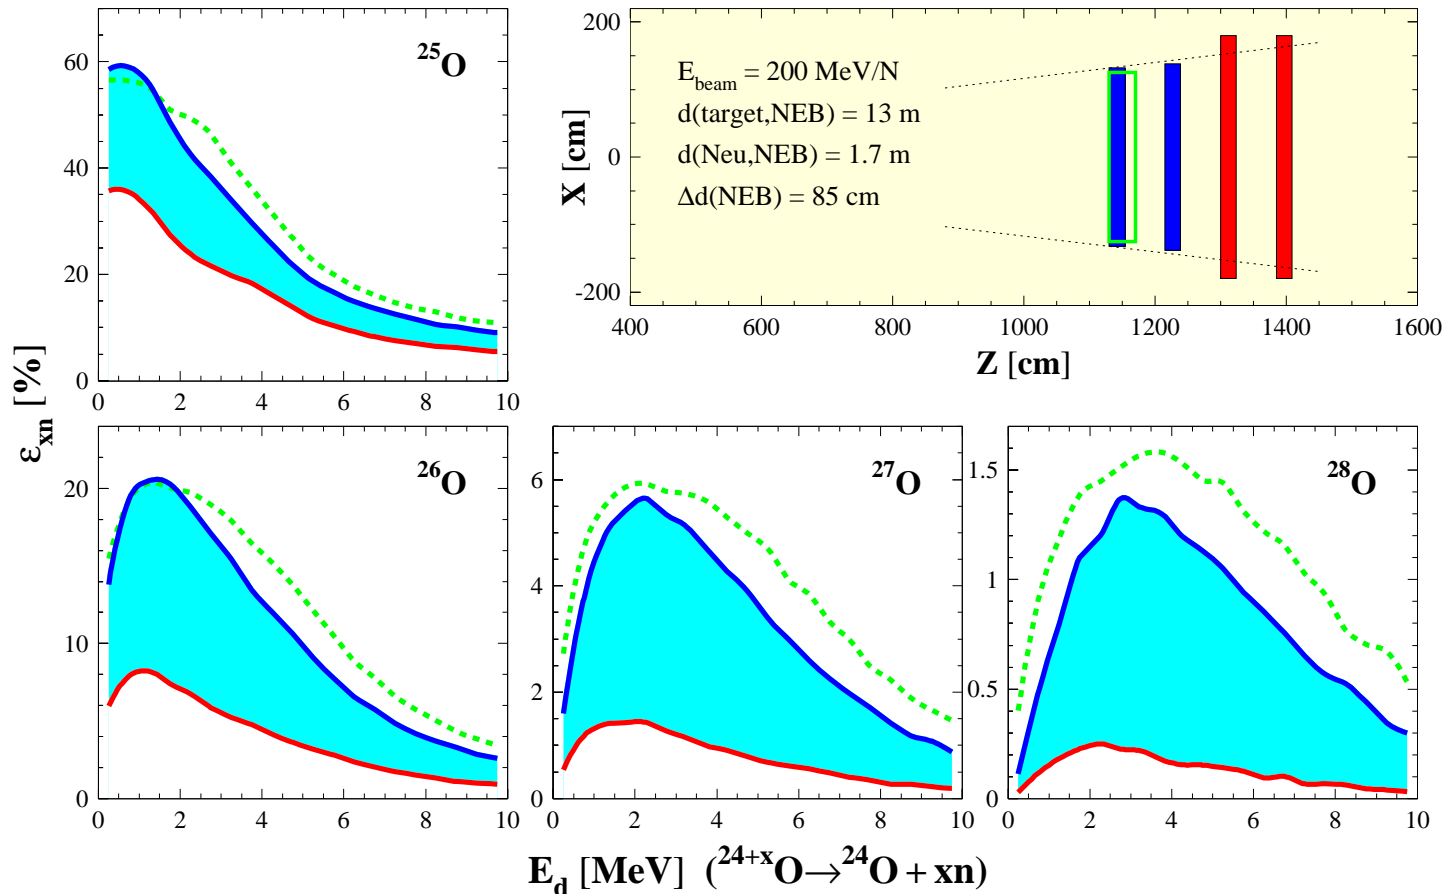 ε_xn [%]
60
40
20
0
0 2 4 6 8 10
²⁵O
200
0
-200
X [cm]
E_beam = 200 MeV/N
d(target,NEB) = 13 m
d(Neu,NEB) = 1.7 m
Δd(NEB) = 85 cm
400 600 800 1000 1200 1400 1600
Z [cm]
20
10
0
0 2 4 6 8 10
²⁶O
6
4
2
0
0 2 4 6 8 10
²⁷O
1.5
1
0.5
0
0 2 4 6 8 10
²⁸O
E_d [MeV] (²⁴⁺ˣO→²⁴O + xn)